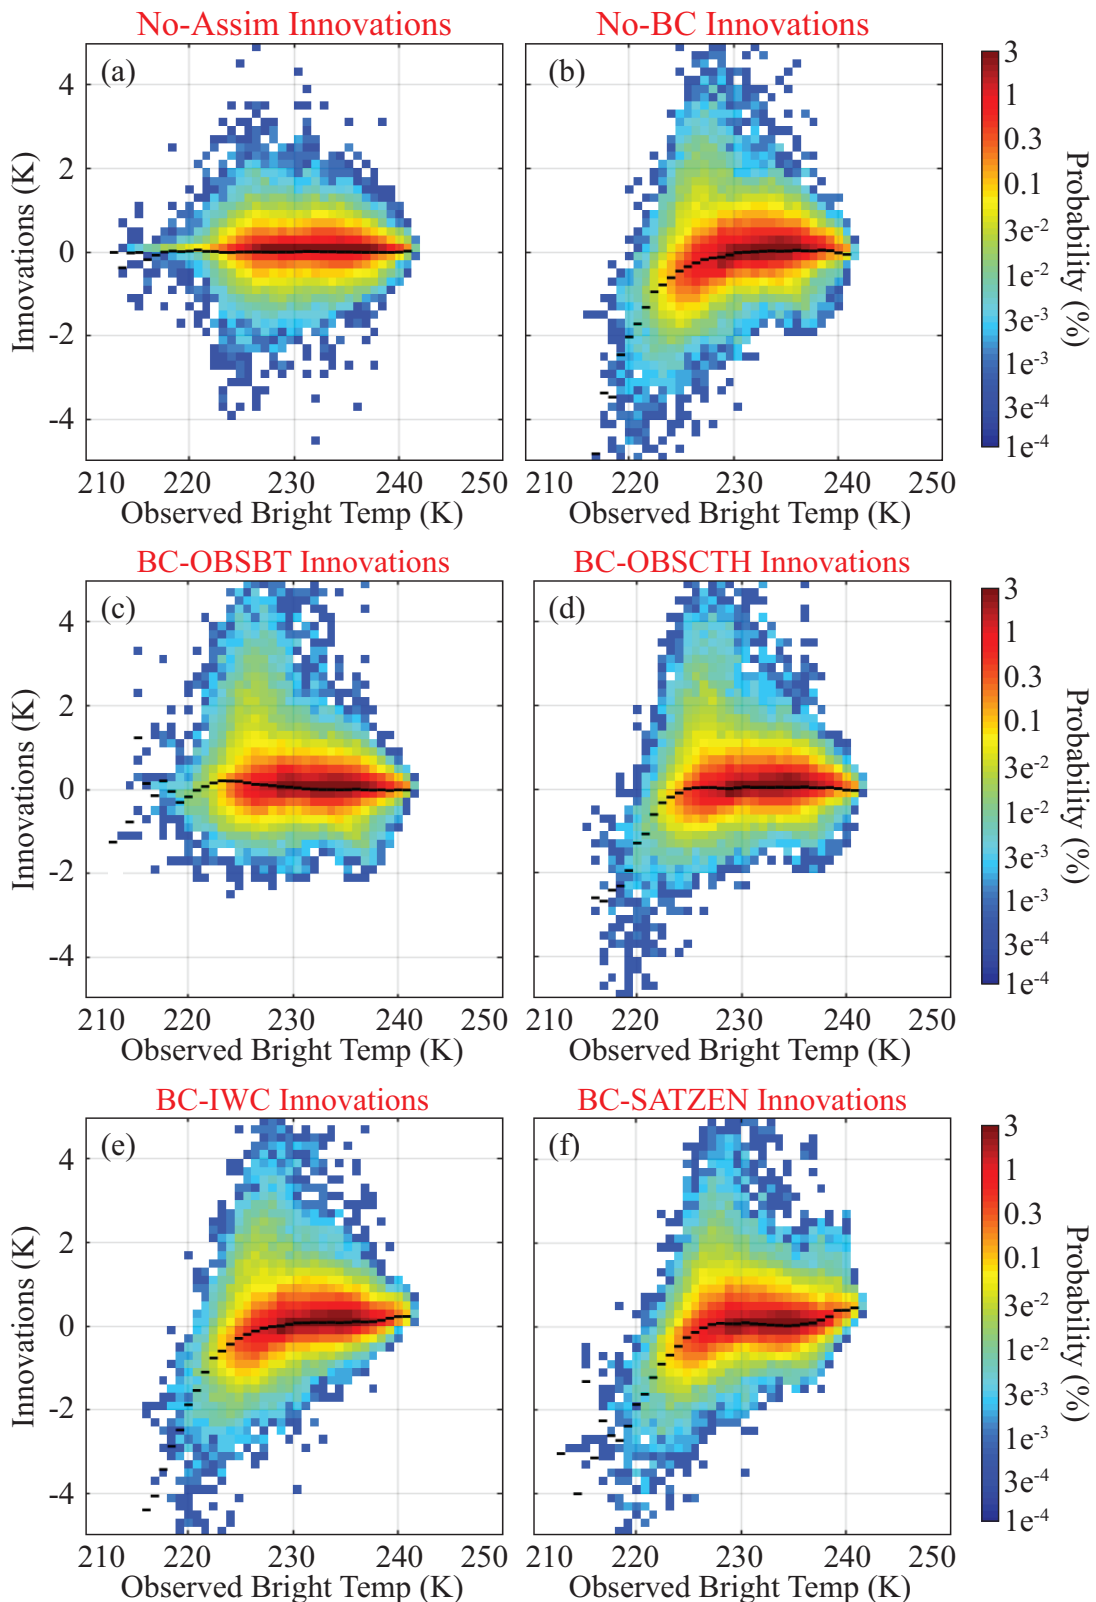 No-Assim Innovations
No-BC Innovations
(a)
(b)
4
2
0
-2
-4
Innovations (K)
210 220 230 240 250
210 220 230 240 250
Observed Bright Temp (K)
Observed Bright Temp (K)
3
1
0.3
0.1
3e-2
1e-2
3e-3
1e-3
3e-4
1e-4
Probability (%)
BC-OBSBT Innovations
BC-OBSCTH Innovations
(c)
(d)
4
2
0
-2
-4
Innovations (K)
210 220 230 240 250
210 220 230 240 250
Observed Bright Temp (K)
Observed Bright Temp (K)
3
1
0.3
0.1
3e-2
1e-2
3e-3
1e-3
3e-4
1e-4
Probability (%)
BC-IWC Innovations
BC-SATZEN Innovations
(e)
(f)
4
2
0
-2
-4
Innovations (K)
210 220 230 240 250
210 220 230 240 250
Observed Bright Temp (K)
Observed Bright Temp (K)
3
1
0.3
0.1
3e-2
1e-2
3e-3
1e-3
3e-4
1e-4
Probability (%)